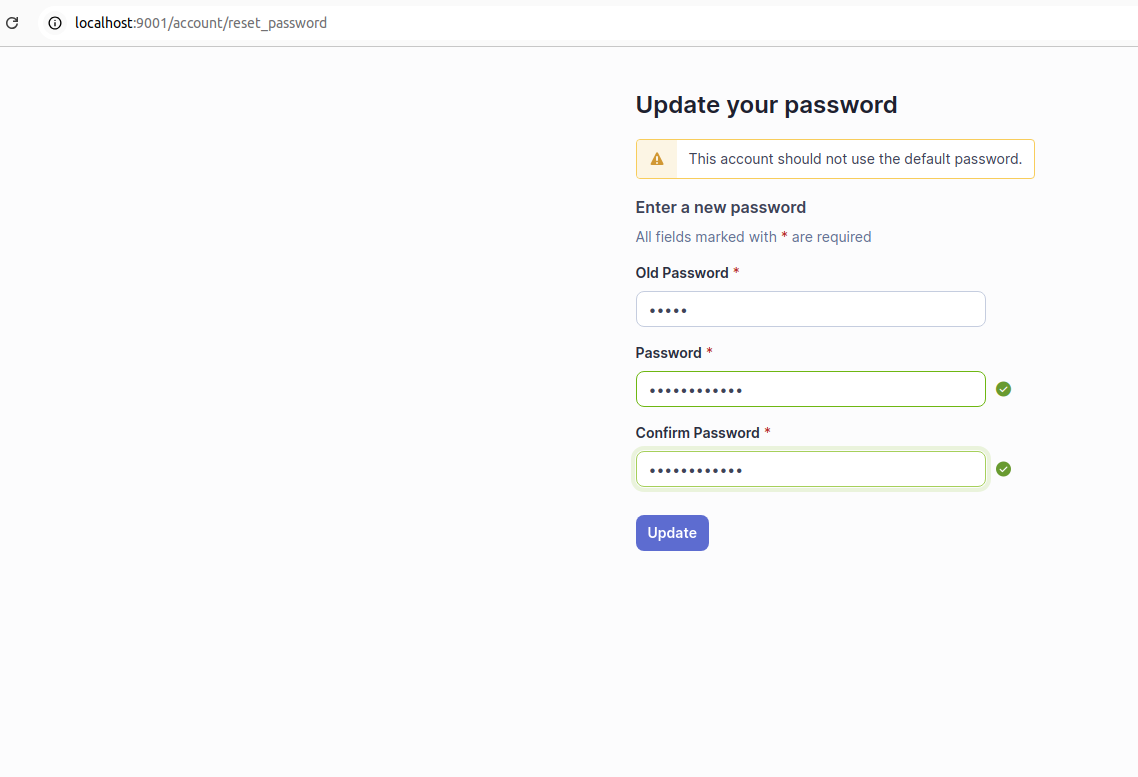 localhost:9001/account/reset_password
Update your password
This account should not use the default password.
Enter a new password
All fields marked with * are required
Old Password *
•••••
Password *
••••••••••••
Confirm Password *
••••••••••••
Update